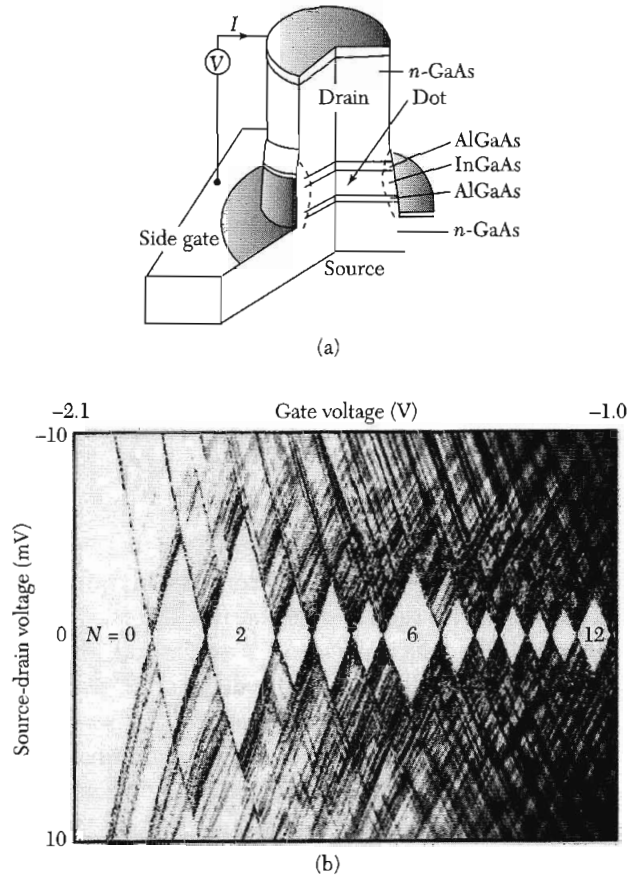 I
V
n-GaAs
Drain
Dot
AlGaAs
InGaAs
AlGaAs
Side gate
n-GaAs
Source
(a)
−2.1 Gate voltage (V) −1.0
−10
Source-drain voltage (mV)
0 N = 0 2 6 12
10
(b)